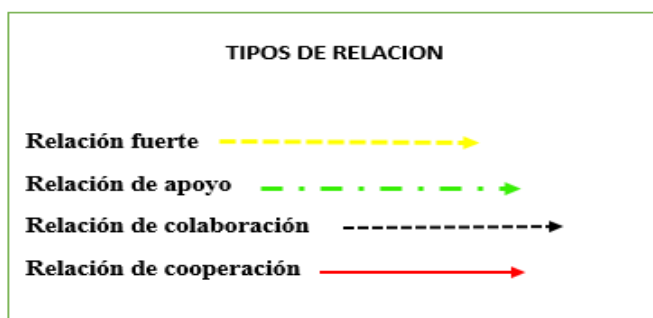 TIPOS DE RELACION
Relación fuerte
Relación de apoyo
Relación de colaboración
Relación de cooperación